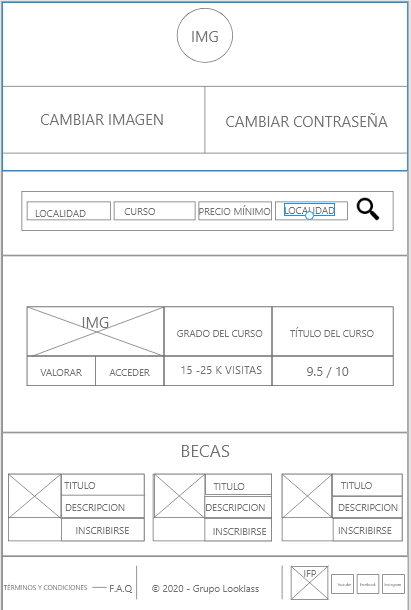 IMG
CAMBIAR IMAGEN
CAMBIAR CONTRASEÑA
LOCALIDAD
CURSO
PRECIO MÍNIMO
LOCALIDAD
IMG
GRADO DEL CURSO
TÍTULO DEL CURSO
VALORAR
ACCEDER
15 -25 K VISITAS
9.5 / 10
BECAS
TITULO
DESCRIPCION
INSCRIBIRSE
TITULO
DESCRIPCION
INSCRIBIRSE
TITULO
DESCRIPCION
INSCRIBIRSE
TÉRMINOS Y CONDICIONES
F.A.Q
© 2020 - Grupo Looklass
IFP
Youtube
Facebook
Instagram